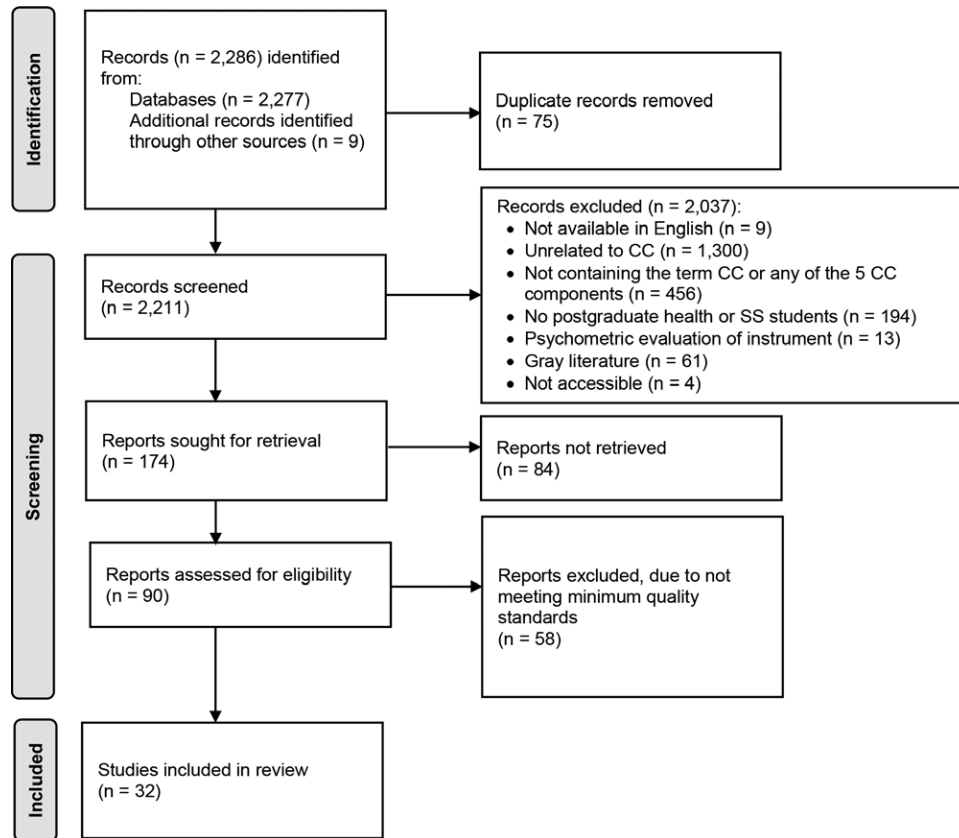 Identification
Records (n = 2,286) identified
from:
Databases (n = 2,277)
Additional records identified
through other sources (n = 9)
Duplicate records removed
(n = 75)
Screening
Records screened
(n = 2,211)
Records excluded (n = 2,037):
• Not available in English (n = 9)
• Unrelated to CC (n = 1,300)
• Not containing the term CC or any of the 5 CC
components (n = 456)
• No postgraduate health or SS students (n = 194)
• Psychometric evaluation of instrument (n = 13)
• Gray literature (n = 61)
• Not accessible (n = 4)
Reports sought for retrieval
(n = 174)
Reports not retrieved
(n = 84)
Reports assessed for eligibility
(n = 90)
Reports excluded, due to not
meeting minimum quality
standards
(n = 58)
Included
Studies included in review
(n = 32)